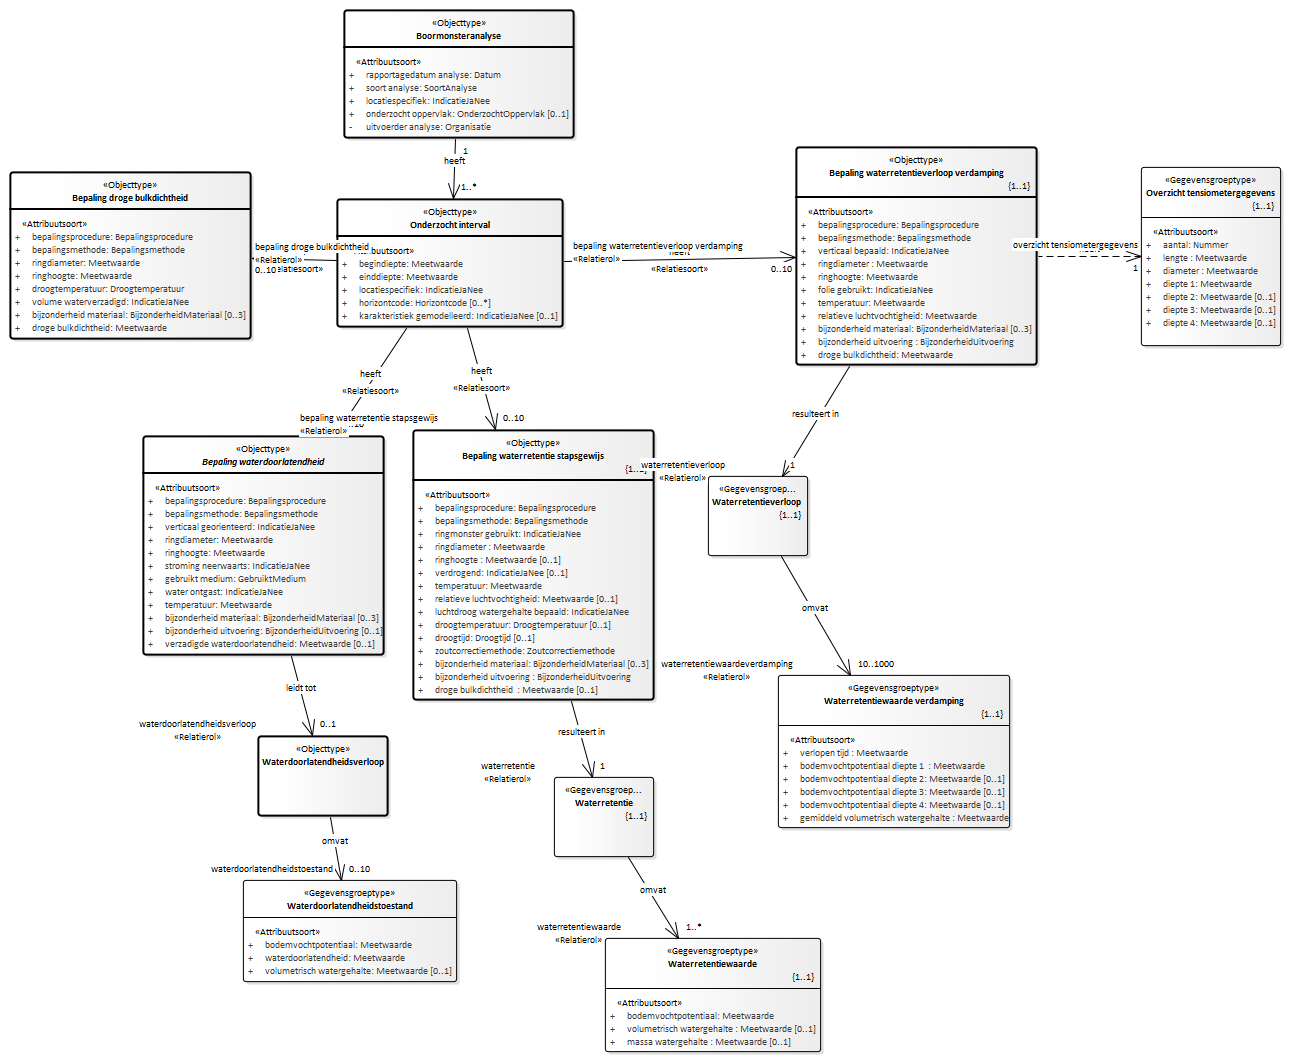 «Objecttype»
Boormonsteranalyse
«Attribuutsoort»
+ rapportagedatum analyse: Datum
+ soort analyse: SoortAnalyse
+ locatiespecifiek: IndicatieJaNee
+ onderzocht oppervlak: OnderzochtOppervlak [0..1]
- uitvoerder analyse: Organisatie
1
heeft
1..*
«Objecttype»
Bepaling droge bulkdichtheid
«Attribuutsoort»
+ bepalingsprocedure: Bepalingsprocedure
+ bepalingsmethode: Bepalingsmethode
+ ringdiameter: Meetwaarde
+ ringhoogte: Meetwaarde
+ droogtemperatuur: Droogtemperatuur
+ volume waterverzadigd: IndicatieJaNee
+ bijzonderheid materiaal: BijzonderheidMateriaal [0..3]
+ droge bulkdichtheid: Meetwaarde
bepaling droge bulkdichtheid
«Relatierol»
0..10
elatiesoort»
«Objecttype»
Onderzocht interval
ibuutsoort»
+ begindiepte: Meetwaarde
+ einddiepte: Meetwaarde
+ locatiespecifiek: IndicatieJaNee
+ horizontcode: Horizontcode [0..*]
+ karakteristiek gemodelleerd: IndicatieJaNee [0..1]
bepaling waterretentieverloop verdamping
«Relatierol»
heeft
«Relatiesoort»
0..10
«Objecttype»
Bepaling waterretentieverloop verdamping
{1..1}
«Attribuutsoort»
+ bepalingsprocedure: Bepalingsprocedure
+ bepalingsmethode: Bepalingsmethode
+ verticaal bepaald: IndicatieJaNee
+ ringdiameter : Meetwaarde
+ ringhoogte: Meetwaarde
+ folie gebruikt: IndicatieJaNee
+ temperatuur: Meetwaarde
+ relatieve luchtvochtigheid: Meetwaarde
+ bijzonderheid materiaal: BijzonderheidMateriaal [0..3]
+ bijzonderheid uitvoering : BijzonderheidUitvoering
+ droge bulkdichtheid: Meetwaarde
overzicht tensiometergegevens
1
«Gegevensgroeptype»
Overzicht tensiometergegevens
{1..1}
«Attribuutsoort»
+ aantal: Nummer
+ lengte : Meetwaarde
+ diameter : Meetwaarde
+ diepte 1: Meetwaarde
+ diepte 2: Meetwaarde [0..1]
+ diepte 3: Meetwaarde [0..1]
+ diepte 4: Meetwaarde [0..1]
heeft
«Relatiesoort»
bepaling waterretentie stapsgewijs
«Relatierol»
heeft
«Relatiesoort»
0..10
«Objecttype»
Bepaling waterdoorlatendheid
«Attribuutsoort»
+ bepalingsprocedure: Bepalingsprocedure
+ bepalingsmethode: Bepalingsmethode
+ verticaal georienteerd: IndicatieJaNee
+ ringdiameter: Meetwaarde
+ ringhoogte: Meetwaarde
+ stroming neerwaarts: IndicatieJaNee
+ gebruikt medium: GebruiktMedium
+ water ontgast: IndicatieJaNee
+ temperatuur: Meetwaarde
+ bijzonderheid materiaal: BijzonderheidMateriaal [0..3]
+ bijzonderheid uitvoering: BijzonderheidUitvoering [0..1]
+ verzadigde waterdoorlatendheid: Meetwaarde [0..1]
«Objecttype»
Bepaling waterretentie stapsgewijs
{1..
«Attribuutsoort»
+ bepalingsprocedure: Bepalingsprocedure
+ bepalingsmethode: Bepalingsmethode
+ ringmonster gebruikt: IndicatieJaNee
+ ringdiameter : Meetwaarde
+ ringhoogte : Meetwaarde [0..1]
+ verdrogend: IndicatieJaNee [0..1]
+ temperatuur: Meetwaarde
+ relatieve luchtvochtigheid: Meetwaarde [0..1]
+ luchtdroog watergehalte bepaald: IndicatieJaNee
+ droogtemperatuur: Droogtemperatuur [0..1]
+ droogtijd: Droogtijd [0..1]
+ zoutcorrectiemethode: Zoutcorrectiemethode
+ bijzonderheid materiaal: BijzonderheidMateriaal [0..3]
+ bijzonderheid uitvoering : BijzonderheidUitvoering
+ droge bulkdichtheid : Meetwaarde [0..1]
resulteert in
waterretentieverloop
«Relatierol»
1
«Gegevensgroep...
Waterretentieverloop
{1..1}
omvat
waterretentiewaardeverdamping
«Relatierol»
10..1000
«Gegevensgroeptype»
Waterretentiewaarde verdamping
{1..1}
«Attribuutsoort»
+ verlopen tijd : Meetwaarde
+ bodemvochtpotentiaal diepte 1 : Meetwaarde
+ bodemvochtpotentiaal diepte 2: Meetwaarde [0..1]
+ bodemvochtpotentiaal diepte 3: Meetwaarde [0..1]
+ bodemvochtpotentiaal diepte 4: Meetwaarde [0..1]
+ gemiddeld volumetrisch watergehalte : Meetwaarde
leidt tot
waterdoorlatendheidsverloop
«Relatierol»
0..1
«Objecttype»
Waterdoorlatendheidsverloop
omvat
waterdoorlatendheidstoestand
0..10
«Gegevensgroeptype»
Waterdoorlatendheidstoestand
«Attribuutsoort»
+ bodemvochtpotentiaal: Meetwaarde
+ waterdoorlatendheid: Meetwaarde
+ volumetrisch watergehalte: Meetwaarde [0..1]
resulteert in
waterretentie
«Relatierol»
1
«Gegevensgroep...
Waterretentie
{1..1}
omvat
waterretentiewaarde
«Relatierol»
1..*
«Gegevensgroeptype»
Waterretentiewaarde
{1..1}
«Attribuutsoort»
+ bodemvochtpotentiaal: Meetwaarde
+ volumetrisch watergehalte : Meetwaarde [0..1]
+ massa watergehalte : Meetwaarde [0..1]